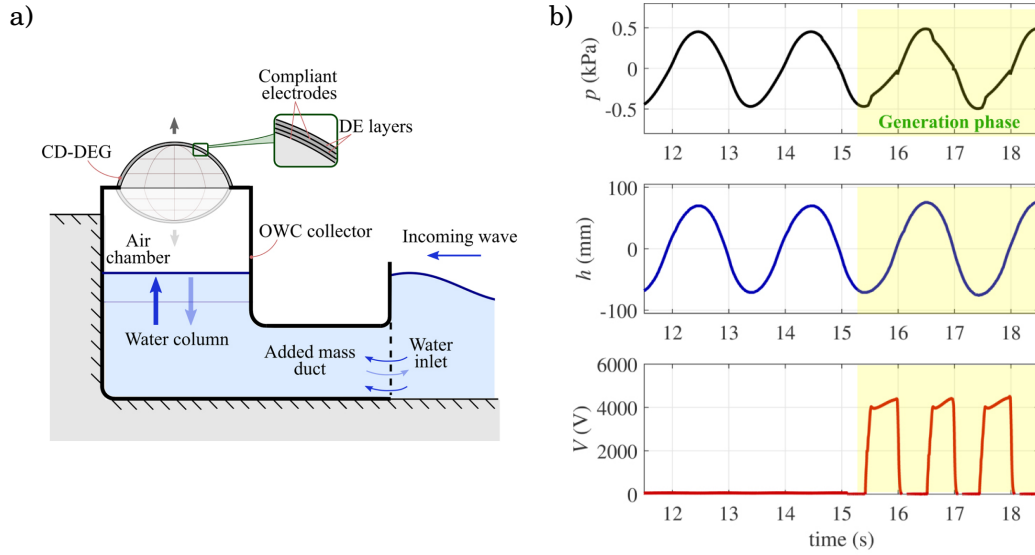 a)
Compliant
electrodes
DE layers
CD-DEG
OWC collector
Air
chamber
Incoming wave
Water column
Added mass
duct
Water
inlet
b)
p (kPa)
0.5
0
-0.5
Generation phase
12 13 14 15 16 17 18
h (mm)
100
0
-100
12 13 14 15 16 17 18
V (V)
6000
4000
2000
0
12 13 14 15 16 17 18
time (s)